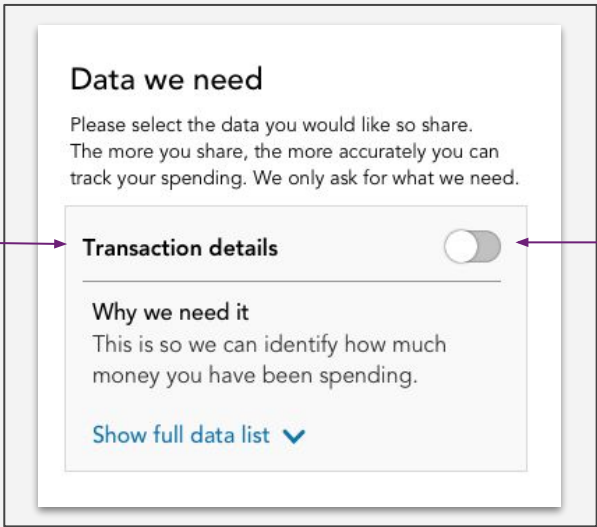 Data we need
Please select the data you would like so share.
The more you share, the more accurately you can
track your spending. We only ask for what we need.
Transaction details
Why we need it
This is so we can identify how much
money you have been spending.
Show full data list